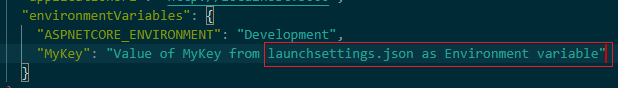 "environmentVariables": {
"ASPNETCORE_ENVIRONMENT": "Development",
"MyKey": "Value of MyKey from launchsettings.json as Environment variable"
}